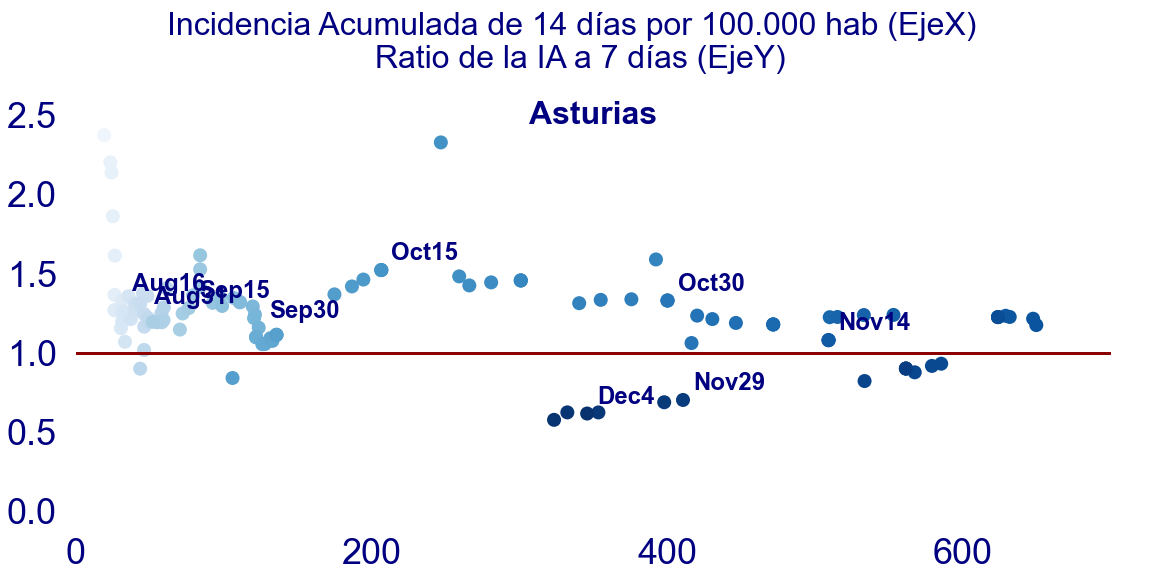 Incidencia Acumulada de 14 días por 100.000 hab (EjeX)
Ratio de la IA a 7 días (EjeY)
Asturias
2.5
2.0
1.5
1.0
0.5
0.0
Oct15
Aug16
Aug31
Sep15
Sep30
Oct30
Nov14
Nov29
Dec4
0
200
400
600